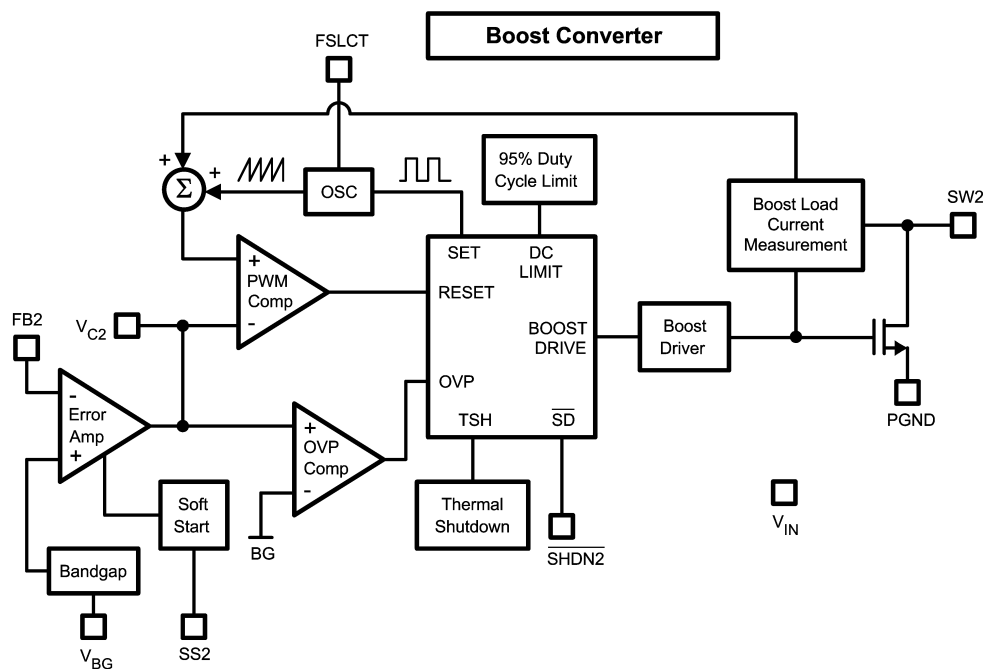 Boost Converter
FSLCT
+
+
Σ
OSC
95% Duty
Cycle Limit
Boost Load
Current
Measurement
SW2
SET
DC
LIMIT
+
PWM
Comp
-
RESET
BOOST
DRIVE
Boost
Driver
VC2
FB2
-
Error
Amp
+
OVP
TSH
S̅D̅
+
OVP
Comp
-
PGND
Soft
Start
BG
Thermal
Shutdown
S̅H̅D̅N̅2̅
VIN
Bandgap
VBG
SS2